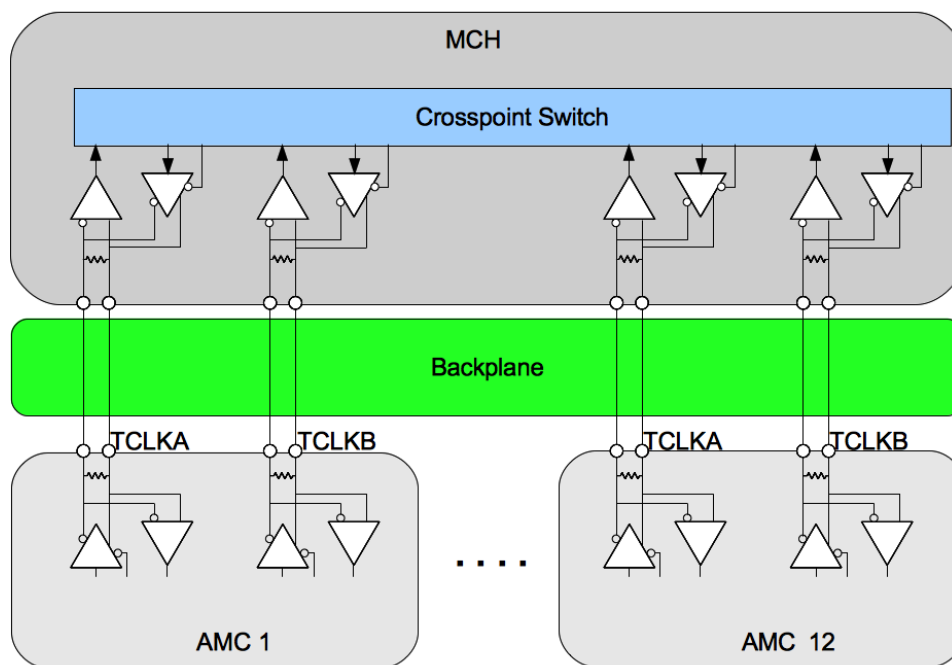 MCH
Crosspoint Switch
Backplane
TCLKA TCLKB TCLKA TCLKB
. . . .
AMC 1 AMC 12